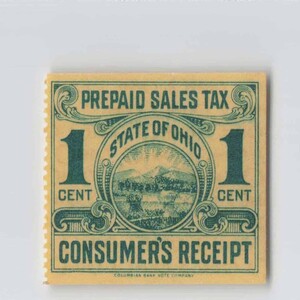 PREPAID SALES TAX
STATE OF OHIO
1 1
CENT CENT
CONSUMER'S RECEIPT
COLUMBIAN BANK NOTE COMPANY